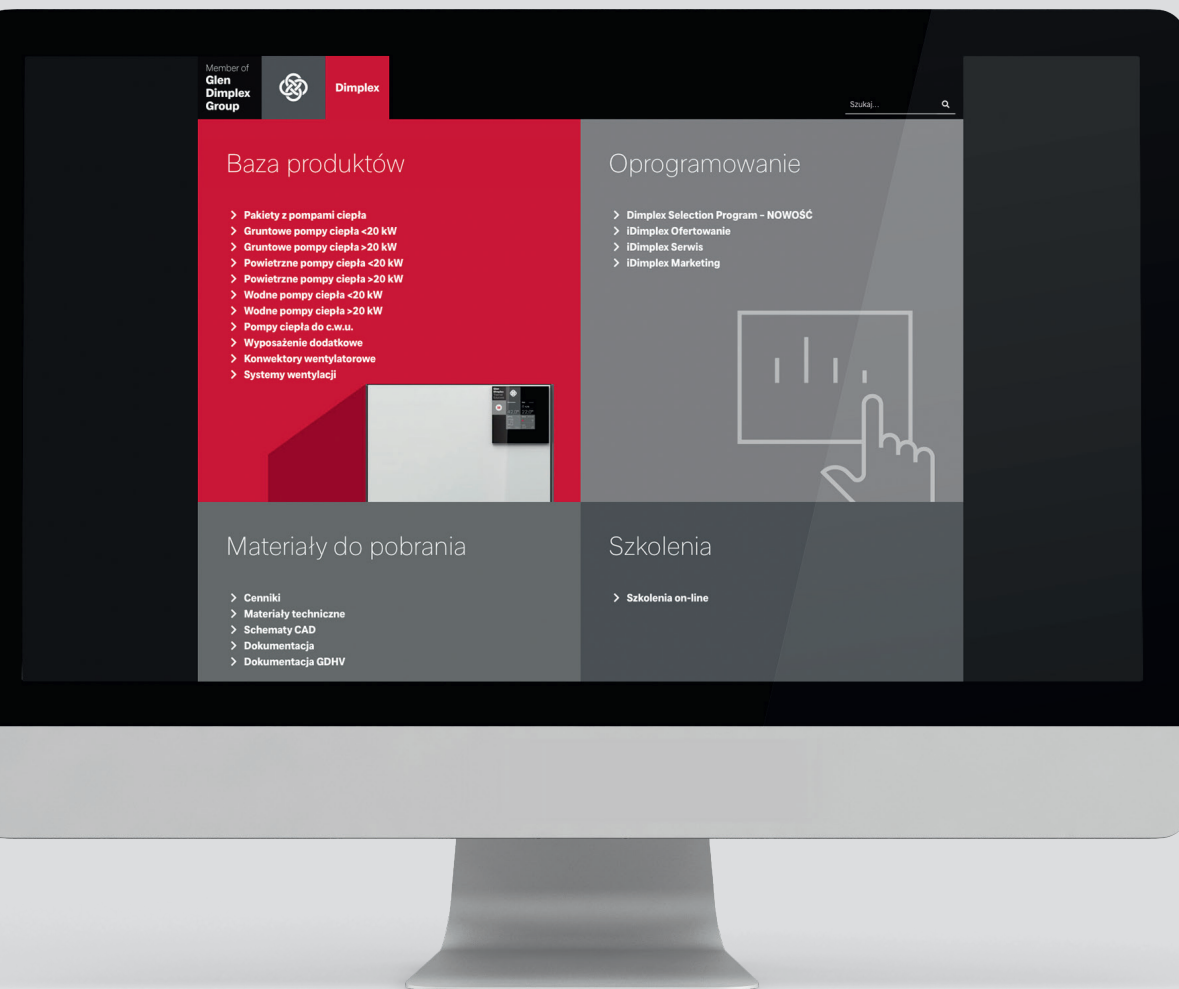 Member of
Glen
Dimplex
Group
Dimplex
Szukaj...
Baza produktów
Pakiety z pompami ciepła
Gruntowe pompy ciepła <20 kW
Gruntowe pompy ciepła >20 kW
Powietrzne pompy ciepła <20 kW
Powietrzne pompy ciepła >20 kW
Wodne pompy ciepła <20 kW
Wodne pompy ciepła >20 kW
Pompy ciepła do c.w.u.
Wyposażenie dodatkowe
Konwektory wentylatorowe
Systemy wentylacji
Oprogramowanie
Dimplex Selection Program – NOWOŚĆ
iDimplex Ofertowanie
iDimplex Serwis
iDimplex Marketing
Materiały do pobrania
Cenniki
Materiały techniczne
Schematy CAD
Dokumentacja
Dokumentacja GDHV
Szkolenia
Szkolenia on-line